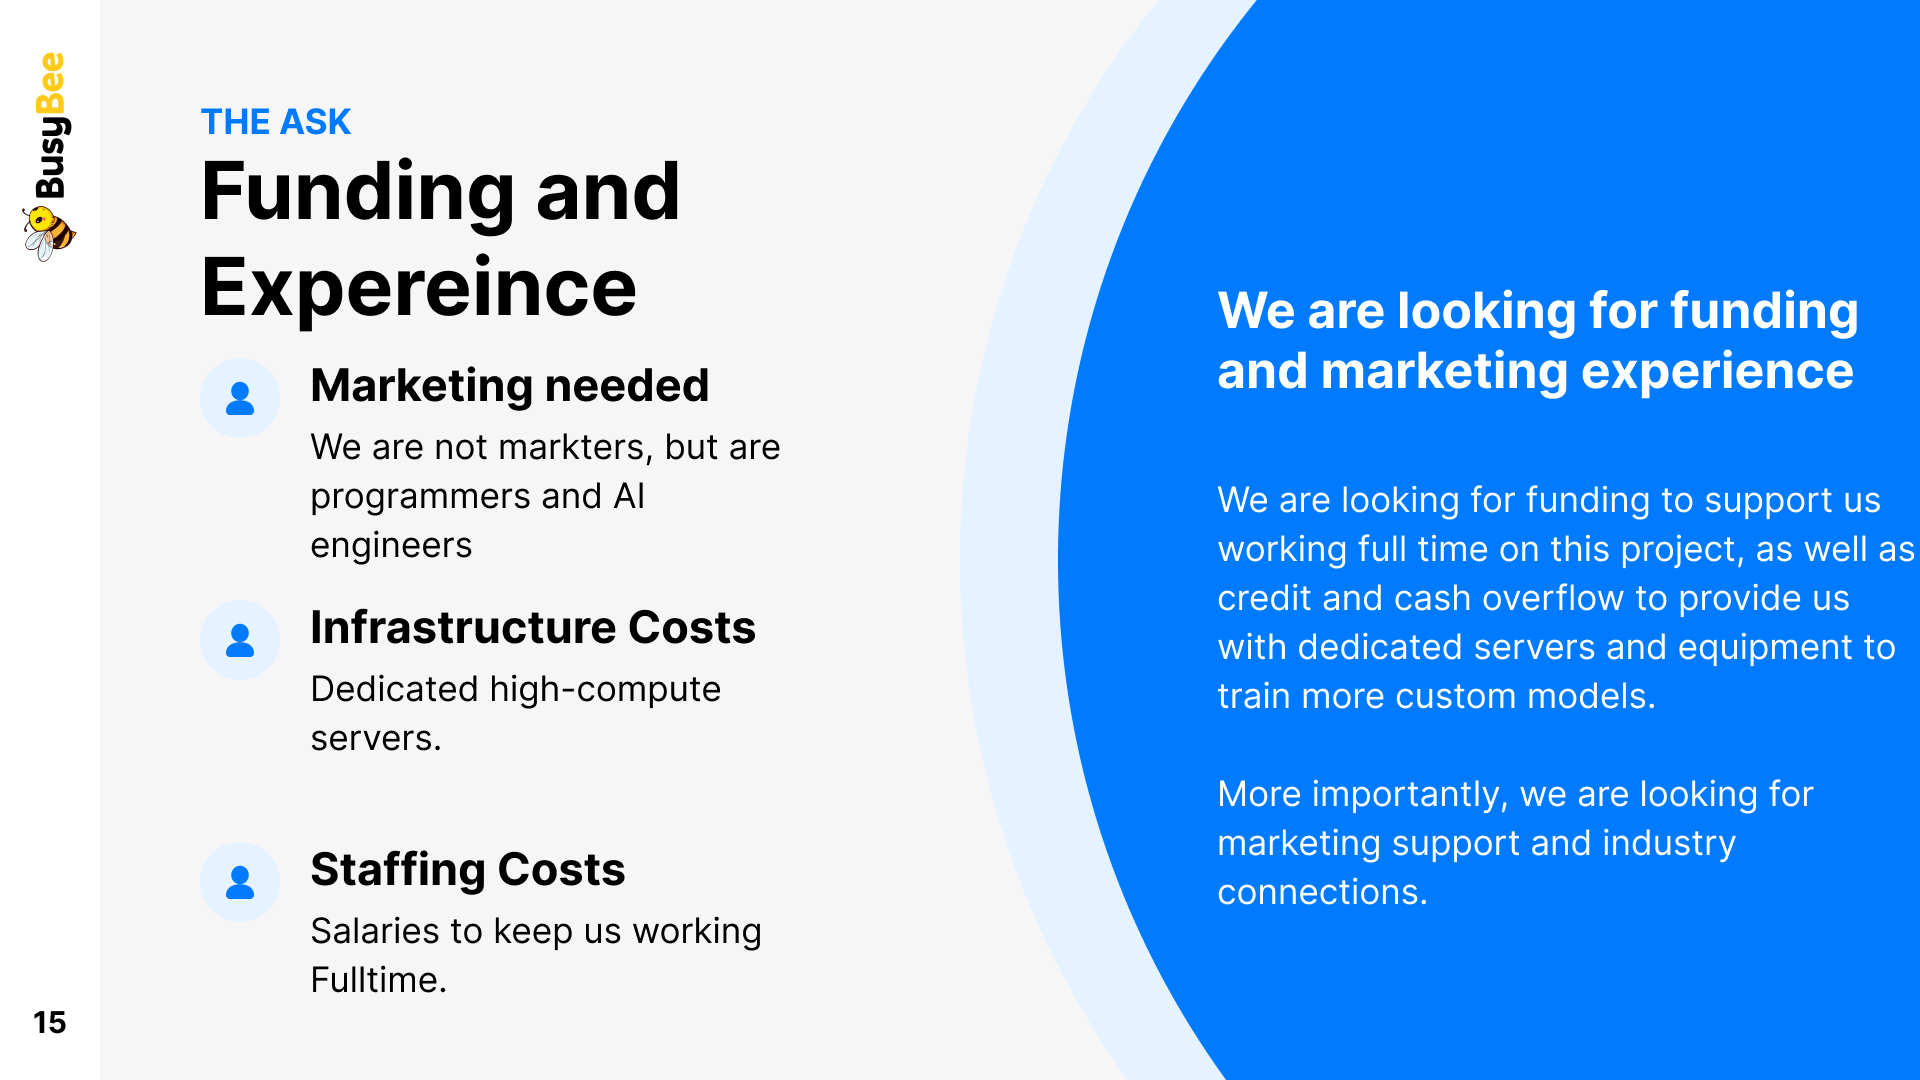 BusyBee
THE ASK
Funding and
Expereince
Marketing needed
We are not markters, but are
programmers and AI
engineers
Infrastructure Costs
Dedicated high-compute
servers.
Staffing Costs
Salaries to keep us working
Fulltime.
We are looking for funding
and marketing experience
We are looking for funding to support us
working full time on this project, as well as
credit and cash overflow to provide us
with dedicated servers and equipment to
train more custom models.
More importantly, we are looking for
marketing support and industry
connections.
15